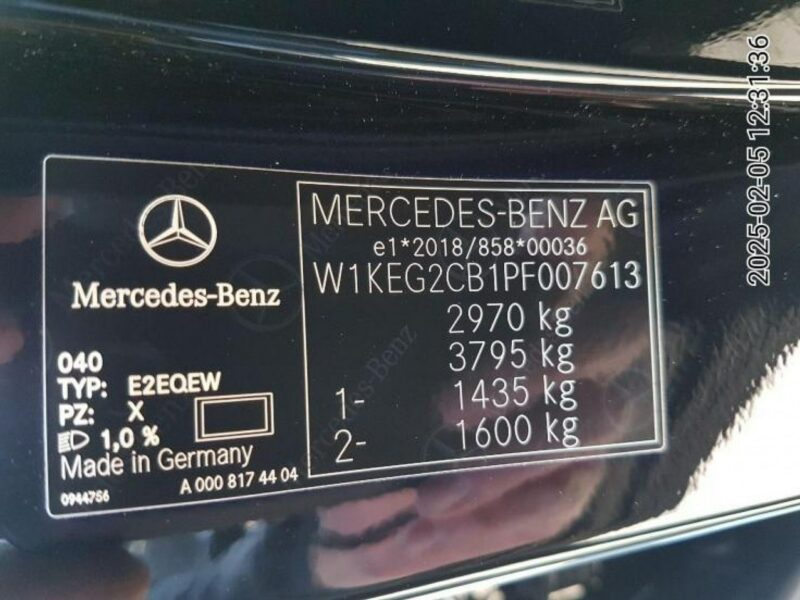 Mercedes-Benz
040
TYP: E2EQEW
PZ: X
1,0 %
Made in Germany
0944756
A 000 817 44 04
MERCEDES-BENZ AG
e1*2018/858*00036
W1KEG2CB1PF007613
2970 kg
3795 kg
1- 1435 kg
2- 1600 kg
2025-02-05 12:31:36